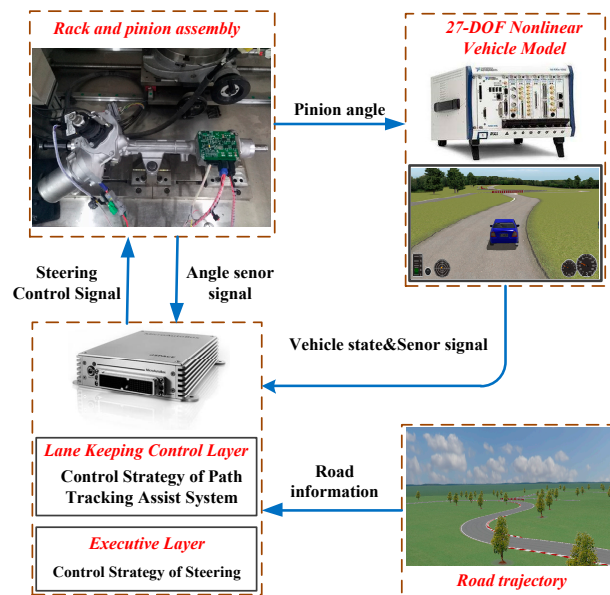 Rack and pinion assembly
27-DOF Nonlinear
Vehicle Model
Pinion angle
Steering
Control Signal
Angle senor
signal
Vehicle state&Senor signal
Lane Keeping Control Layer
Control Strategy of Path
Tracking Assist System
Executive Layer
Control Strategy of Steering
Road
information
Road trajectory